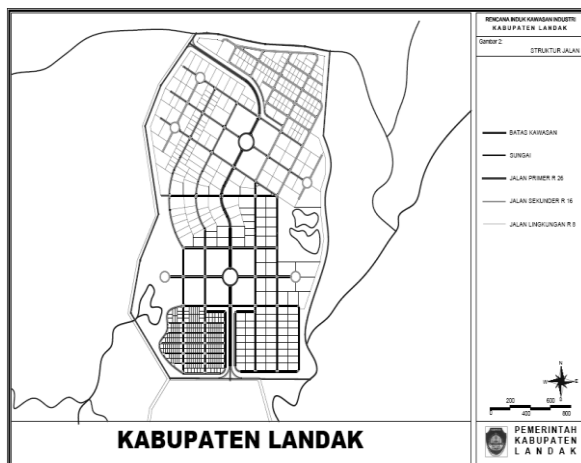 RENCANA INDUK KAWASAN INDUSTRI
KABUPATEN LANDAK
Gambar 2.
STRUKTUR JALAN
BATAS KAWASAN
SUNGAI
JALAN PRIMER R 26
JALAN SEKUNDER R 16
JALAN LINGKUNGAN R 8
N
W
E
S
200 600
0 400 800
KABUPATEN LANDAK
PEMERINTAH
KABUPATEN
LANDAK